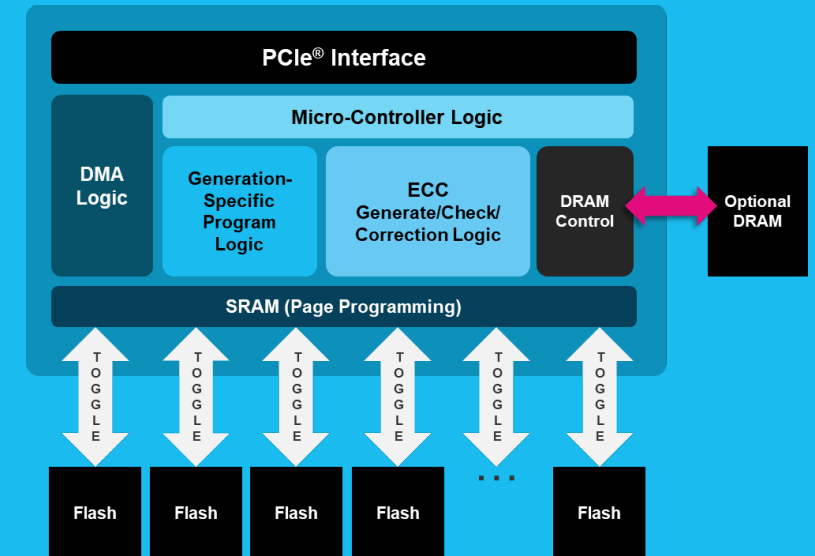 PCIe® Interface
Micro-Controller Logic
DMA
Logic
Generation-
Specific
Program
Logic
ECC
Generate/Check/
Correction Logic
DRAM
Control
Optional
DRAM
SRAM (Page Programming)
TOGGLE
TOGGLE
TOGGLE
TOGGLE
TOGGLE
TOGGLE
Flash
Flash
Flash
Flash
...
Flash